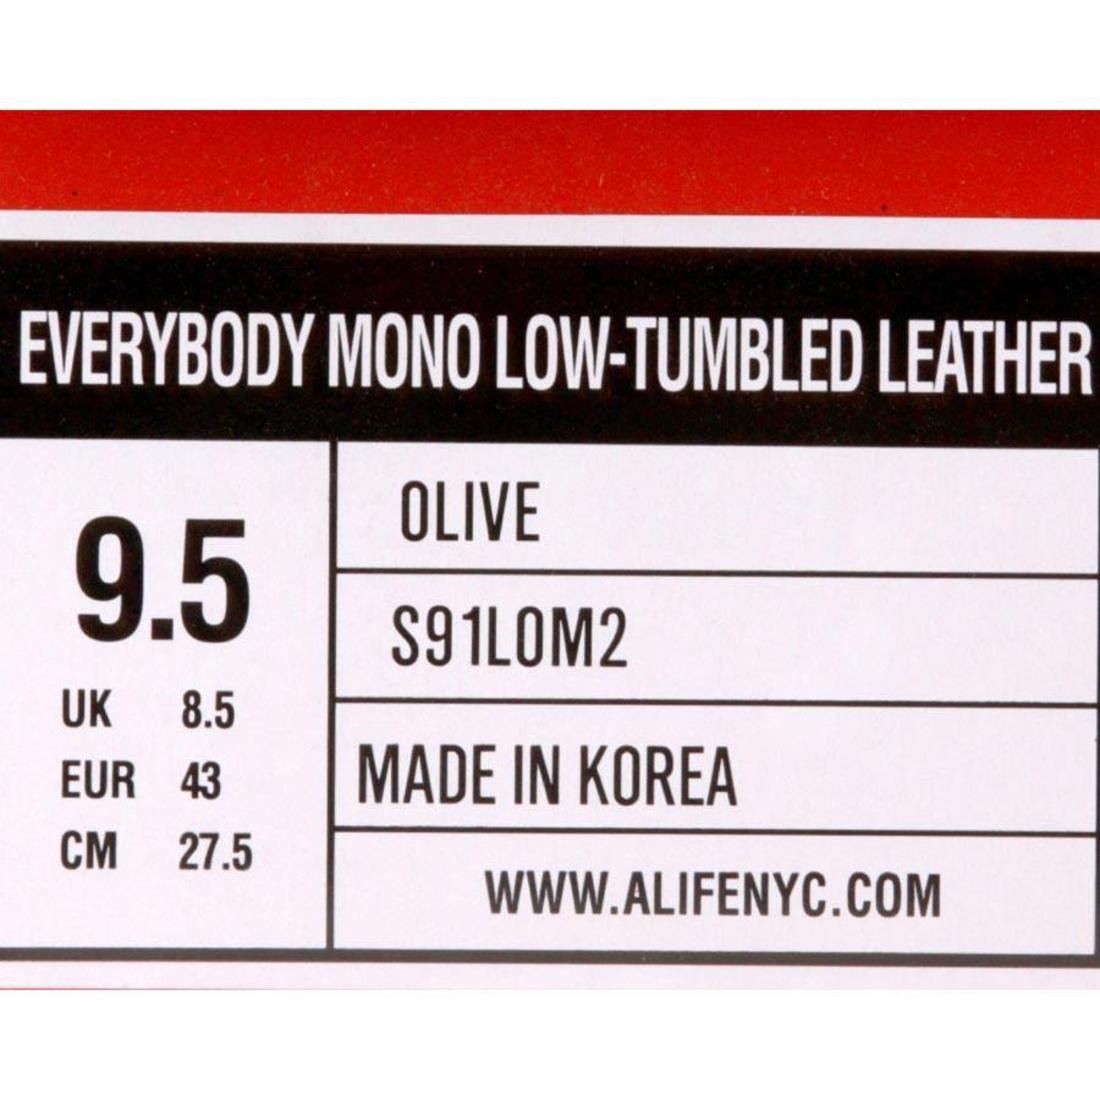 EVERYBODY MONO LOW-TUMBLED LEATHER
9.5
UK 8.5
EUR 43
CM 27.5
OLIVE
S91LOM2
MADE IN KOREA
WWW.ALIFENYC.COM